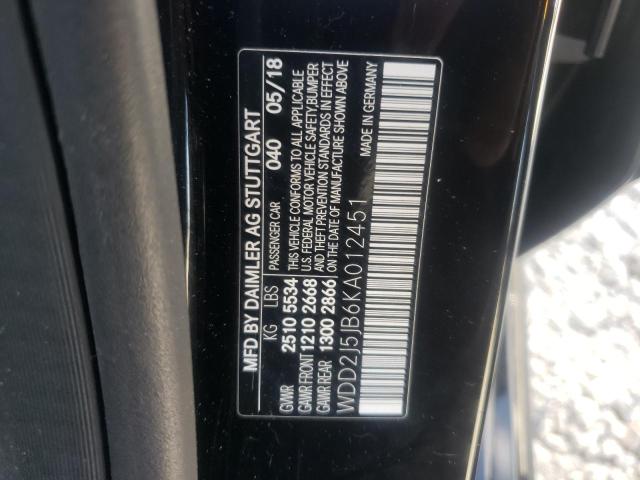 MFD BY DAIMLER AG STUTTGART
KG LBS PASSENGER CAR 040 05/18
GVWR 2510 5534 THIS VEHICLE CONFORMS TO ALL APPLICABLE
GAWR FRONT 1210 2668 U.S. FEDERAL MOTOR VEHICLE SAFETY,BUMPER
GAWR REAR 1300 2866 AND THEFT PREVENTION STANDARDS IN EFFECT
ON THE DATE OF MANUFACTURE SHOWN ABOVE
WDD2J5JB6KA012451 MADE IN GERMANY